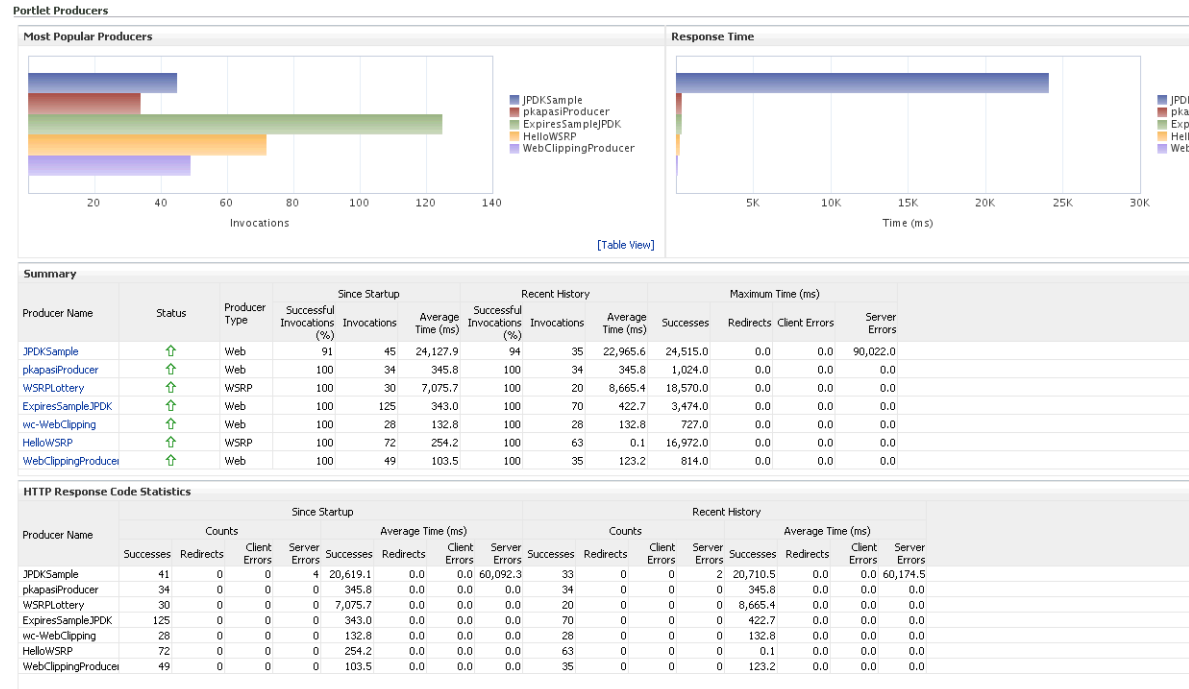 Portlet Producers
Most Popular Producers
JPDKSample
pkapasiProducer
ExpiresSampleJPDK
HelloWSRP
WebClippingProducer
20 40 60 80 100 120 140
Invocations
[Table View]
Response Time
JPD
pka
Exp
Hell
Web
5K 10K 15K 20K 25K 30K
Time (ms)
Summary
Since Startup Recent History Maximum Time (ms)
Producer Name Status Producer Type Successful Invocations (%) Invocations Average Time (ms) Successful Invocations (%) Invocations Average Time (ms) Successes Redirects Client Errors Server Errors
JPDKSample Web 91 45 24,127.9 94 35 22,965.6 24,515.0 0.0 0.0 90,022.0
pkapasiProducer Web 100 34 345.8 100 34 345.8 1,024.0 0.0 0.0 0.0
WSRPLottery WSRP 100 30 7,075.7 100 20 8,665.4 18,570.0 0.0 0.0 0.0
ExpiresSampleJPDK Web 100 125 343.0 100 70 422.7 3,474.0 0.0 0.0 0.0
wc-WebClipping Web 100 28 132.8 100 28 132.8 727.0 0.0 0.0 0.0
HelloWSRP WSRP 100 72 254.2 100 63 0.1 16,972.0 0.0 0.0 0.0
WebClippingProducer Web 100 49 103.5 100 35 123.2 814.0 0.0 0.0 0.0
HTTP Response Code Statistics
Since Startup Recent History
Counts Average Time (ms) Counts Average Time (ms)
Producer Name Successes Redirects Client Errors Server Errors Successes Redirects Client Errors Server Errors Successes Redirects Client Errors Server Errors Successes Redirects Client Errors Server Errors
JPDKSample 41 0 0 4 20,619.1 0.0 0.0 60,092.3 33 0 0 2 20,710.5 0.0 0.0 60,174.5
pkapasiProducer 34 0 0 0 345.8 0.0 0.0 0.0 34 0 0 0 345.8 0.0 0.0 0.0
WSRPLottery 30 0 0 0 7,075.7 0.0 0.0 0.0 20 0 0 0 8,665.4 0.0 0.0 0.0
ExpiresSampleJPDK 125 0 0 0 343.0 0.0 0.0 0.0 70 0 0 0 422.7 0.0 0.0 0.0
wc-WebClipping 28 0 0 0 132.8 0.0 0.0 0.0 28 0 0 0 132.8 0.0 0.0 0.0
HelloWSRP 72 0 0 0 254.2 0.0 0.0 0.0 63 0 0 0 0.1 0.0 0.0 0.0
WebClippingProducer 49 0 0 0 103.5 0.0 0.0 0.0 35 0 0 0 123.2 0.0 0.0 0.0